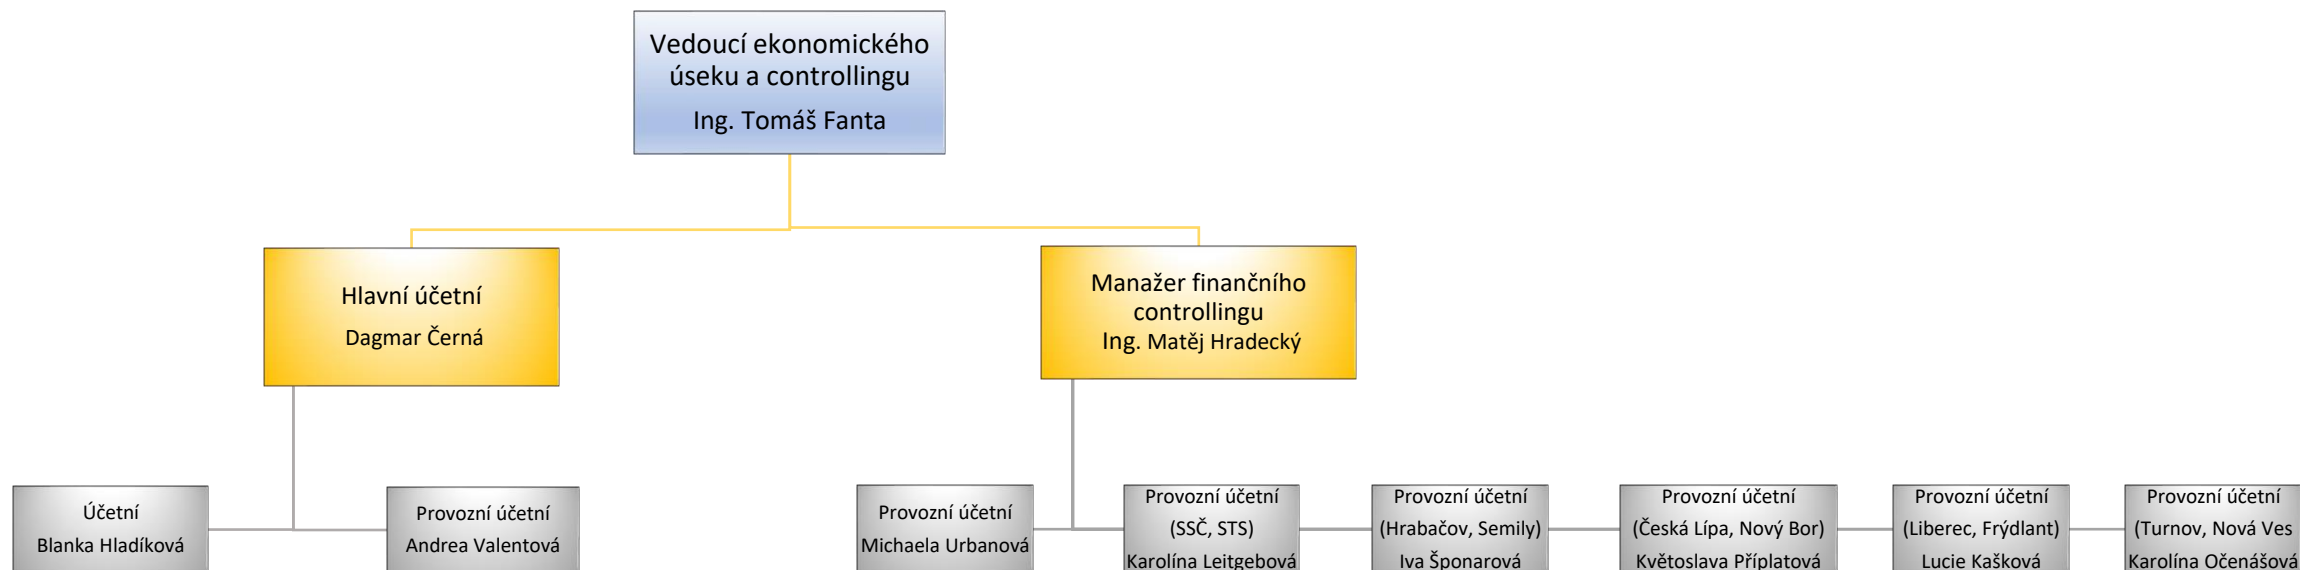 Vedoucí ekonomického
úseku a controllingu
Ing. Tomáš Fanta
Hlavní účetní
Dagmar Černá
Manažer finančního
controllingu
Ing. Matěj Hradecký
Účetní
Blanka Hladíková
Provozní účetní
Andrea Valentová
Provozní účetní
Michaela Urbanová
Provozní účetní
(SSČ, STS)
Karolína Leitgebová
Provozní účetní
(Hrabačov, Semily)
Iva Šponarová
Provozní účetní
(Česká Lípa, Nový Bor)
Květoslava Příplatová
Provozní účetní
(Liberec, Frýdlant)
Lucie Kašková
Provozní účetní
(Turnov, Nová Ves
Karolína Očenášová